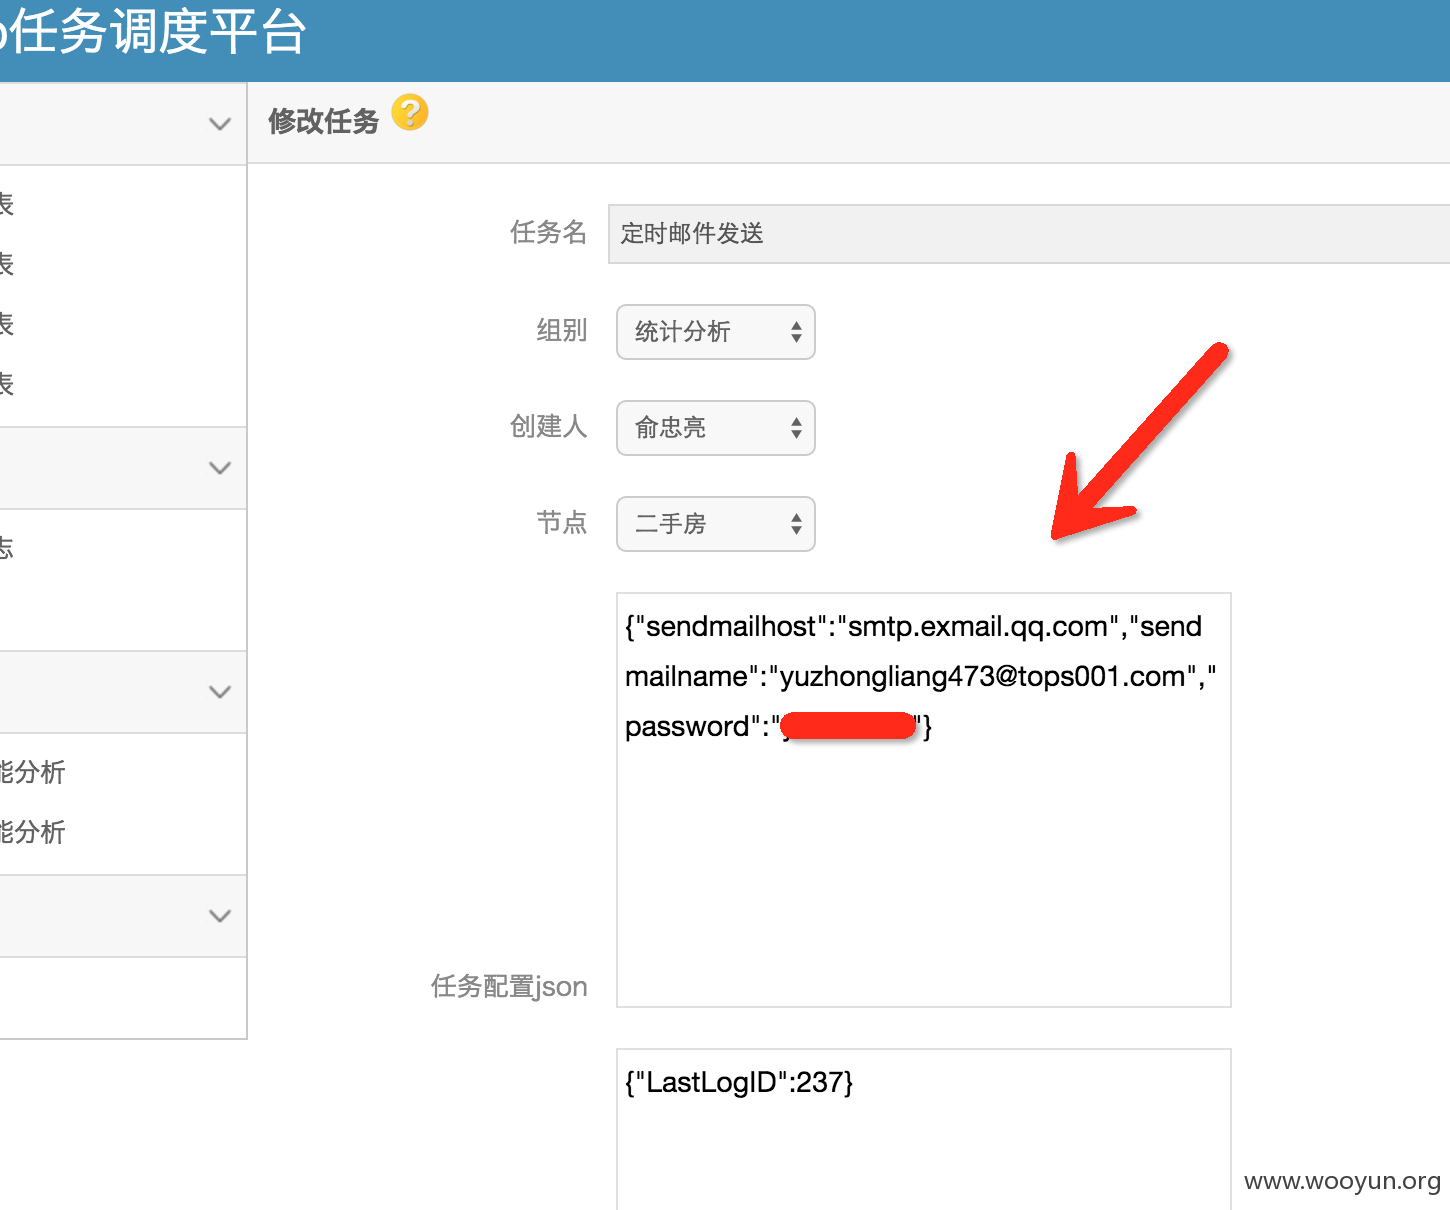 任务调度平台
修改任务
表
表
表
表
志
能分析
能分析
任务名 定时邮件发送
组别 统计分析
创建人 俞忠亮
节点 二手房
{"sendmailhost":"smtp.exmail.qq.com","send
mailname":"yuzhongliang473@tops001.com","
password":" "}
任务配置json
{"LastLogID":237}
www.wooyun.org